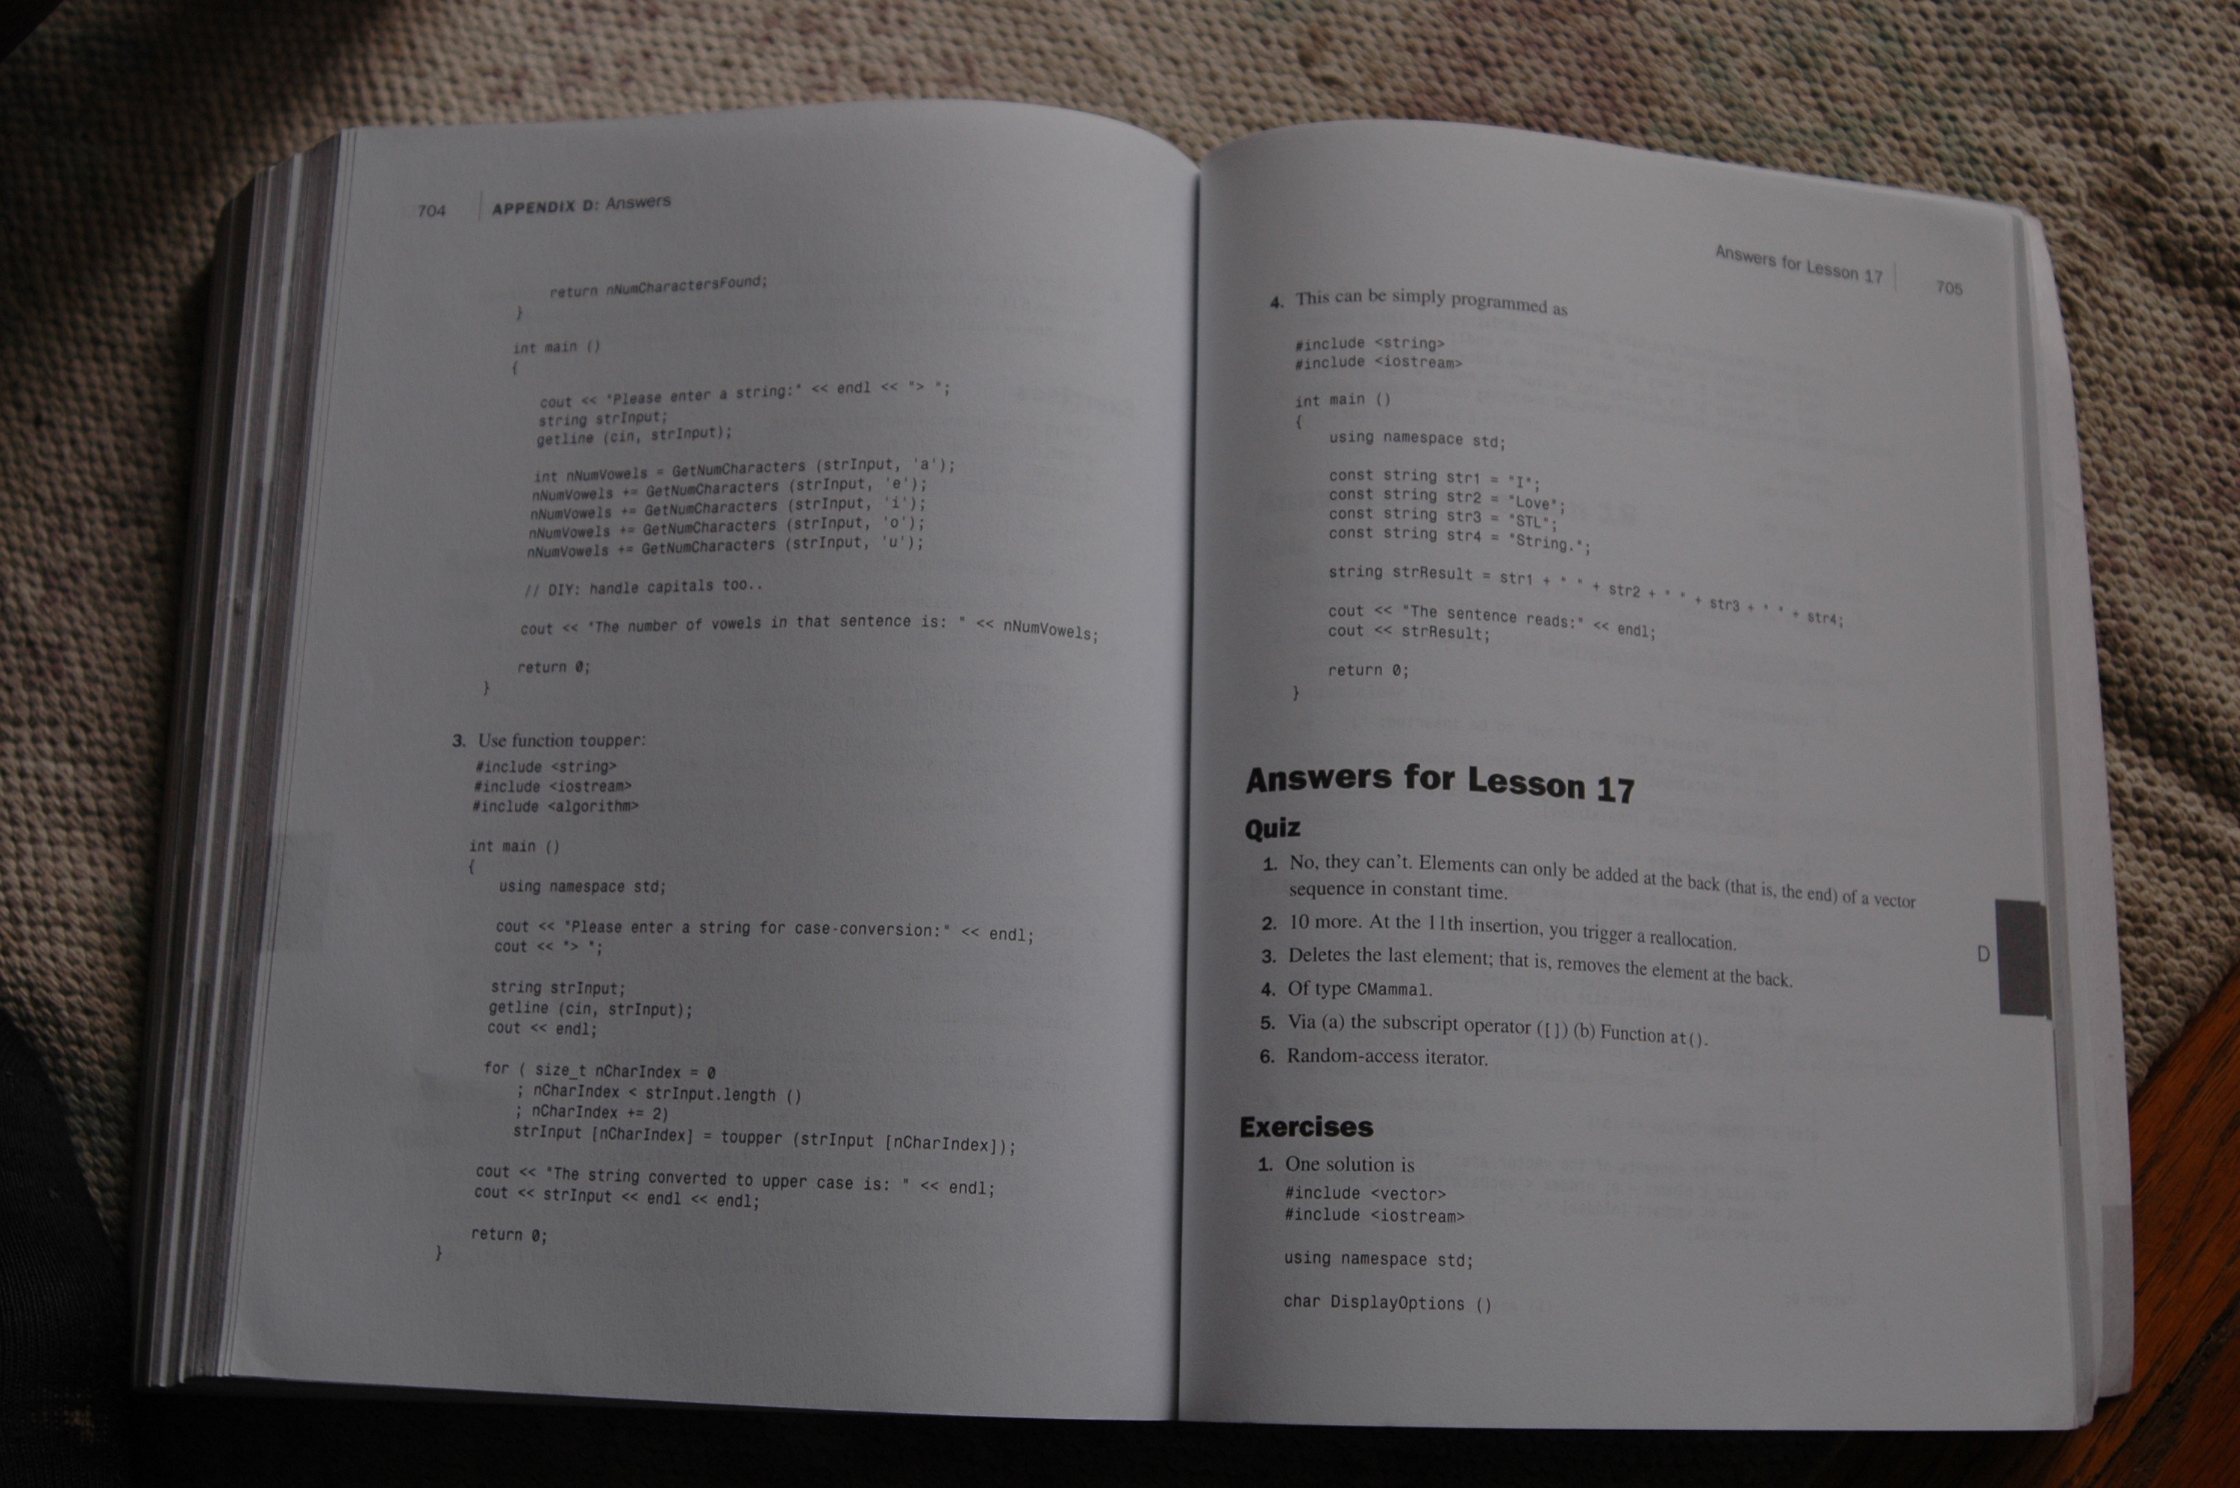 704 | APPENDIX D: Answers
return nNumCharactersFound;
}
int main ()
{
cout << "Please enter a string:" << endl << "> ";
string strInput;
getline (cin, strInput);
int nNumVowels = GetNumCharacters (strInput, 'a');
nNumVowels += GetNumCharacters (strInput, 'e');
nNumVowels += GetNumCharacters (strInput, 'i');
nNumVowels += GetNumCharacters (strInput, 'o');
nNumVowels += GetNumCharacters (strInput, 'u');
// DIY: handle capitals too..
cout << "The number of vowels in that sentence is: " << nNumVowels;
return 0;
}
3. Use function toupper:
#include <string>
#include <iostream>
#include <algorithm>
int main ()
{
using namespace std;
cout << "Please enter a string for case-conversion:" << endl;
cout << "> ";
string strInput;
getline (cin, strInput);
cout << endl;
for ( size_t nCharIndex = 0
; nCharIndex < strInput.length ()
; nCharIndex += 2)
strInput [nCharIndex] = toupper (strInput [nCharIndex]);
cout << "The string converted to upper case is: " << endl;
cout << strInput << endl << endl;
return 0;
}
Answers for Lesson 17 | 705
4. This can be simply programmed as
#include <string>
#include <iostream>
int main ()
{
using namespace std;
const string str1 = "I";
const string str2 = "Love";
const string str3 = "STL";
const string str4 = "String.";
string strResult = str1 + " " + str2 + " " + str3 + " " + str4;
cout << "The sentence reads:" << endl;
cout << strResult;
return 0;
}
Answers for Lesson 17
Quiz
1. No, they can't. Elements can only be added at the back (that is, the end) of a vector
sequence in constant time.
2. 10 more. At the 11th insertion, you trigger a reallocation.
3. Deletes the last element; that is, removes the element at the back.
4. Of type CMammal.
5. Via (a) the subscript operator ([]) (b) Function at().
6. Random-access iterator.
D
Exercises
1. One solution is
#include <vector>
#include <iostream>
using namespace std;
char DisplayOptions ()